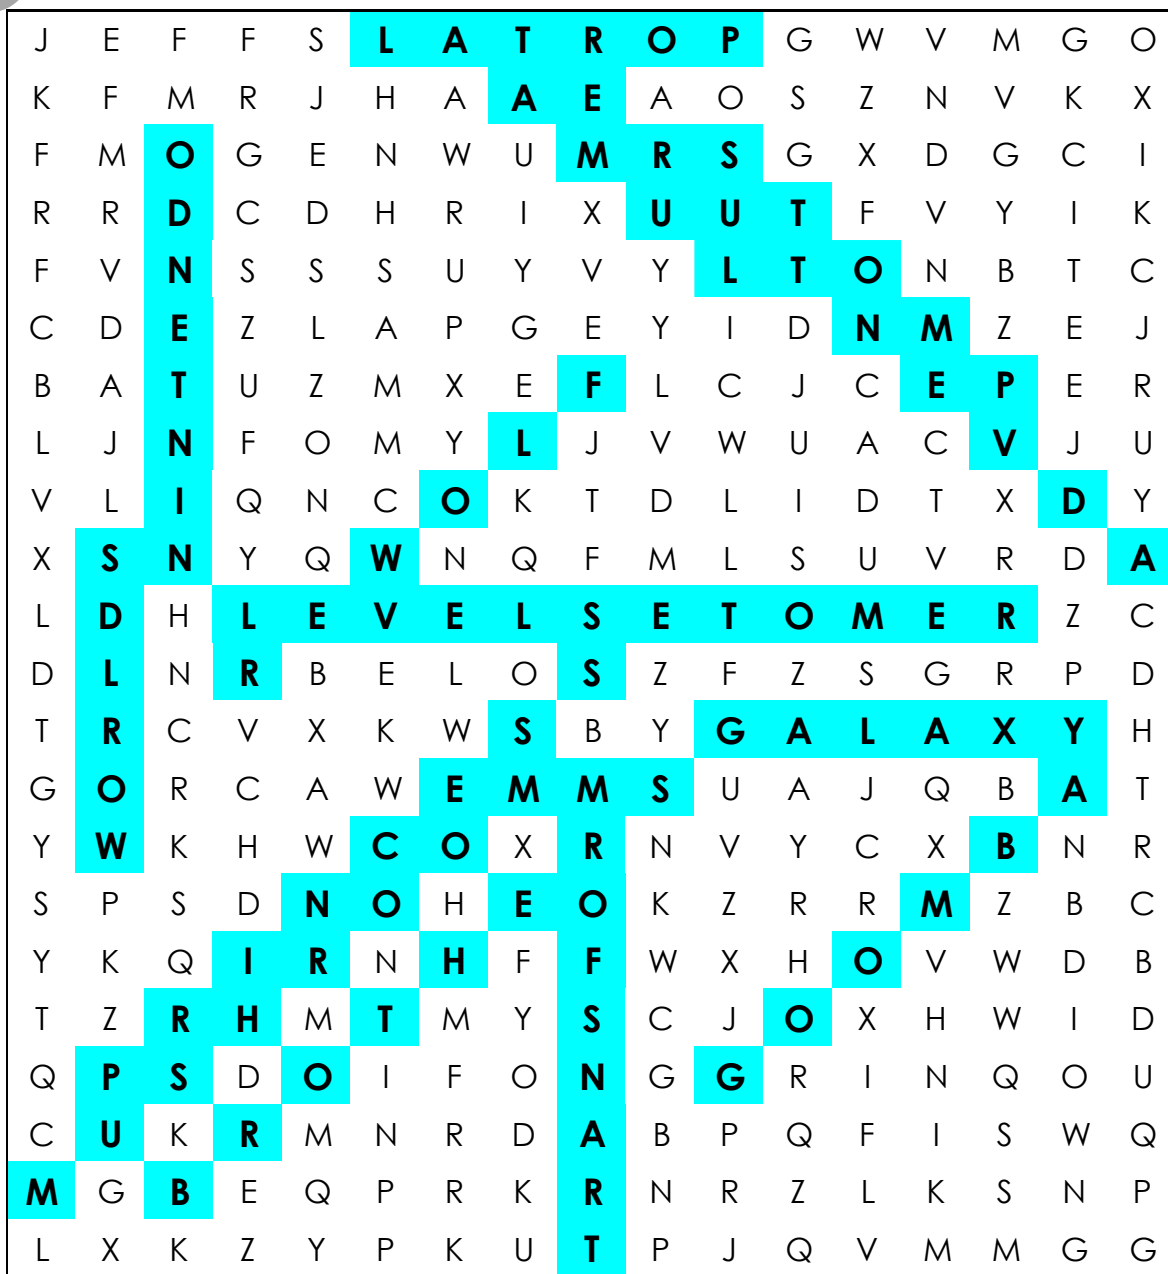 J E F F S L A T R O P G W V M G O
K F M R J H A A E A O S Z N V K X
F M O G E N W U M R S G X D G C I
R R D C D H R I X U U T F V Y I K
F V N S S S U Y V Y L T O N B T C
C D E Z L A P G E Y I D N M Z E J
B A T U Z M X E F L C J C E P E R
L J N F O M Y L J V W U A C V J U
V L I Q N C O K T D L I D T X D Y
X S N Y Q W N Q F M L S U V R D A
L D H L E V E L S E T O M E R Z C
D L N R B E L O S Z F Z S G R P D
T R C V X K W S B Y G A L A X Y H
G O R C A W E M M S U A J Q B A T
Y W K H W C O X R N V Y C X B N R
S P S D N O H E O K Z R R M Z B C
Y K Q I R N H F F W X H O V W D B
T Z R H M T M Y S C J O X H W I D
Q P S D O I F O N G G R I N Q O U
C U K R M N R D A B P Q F I S W Q
M G B E Q P R K R N R Z L K S N P
L X K Z Y P K U T P J Q V M M G G